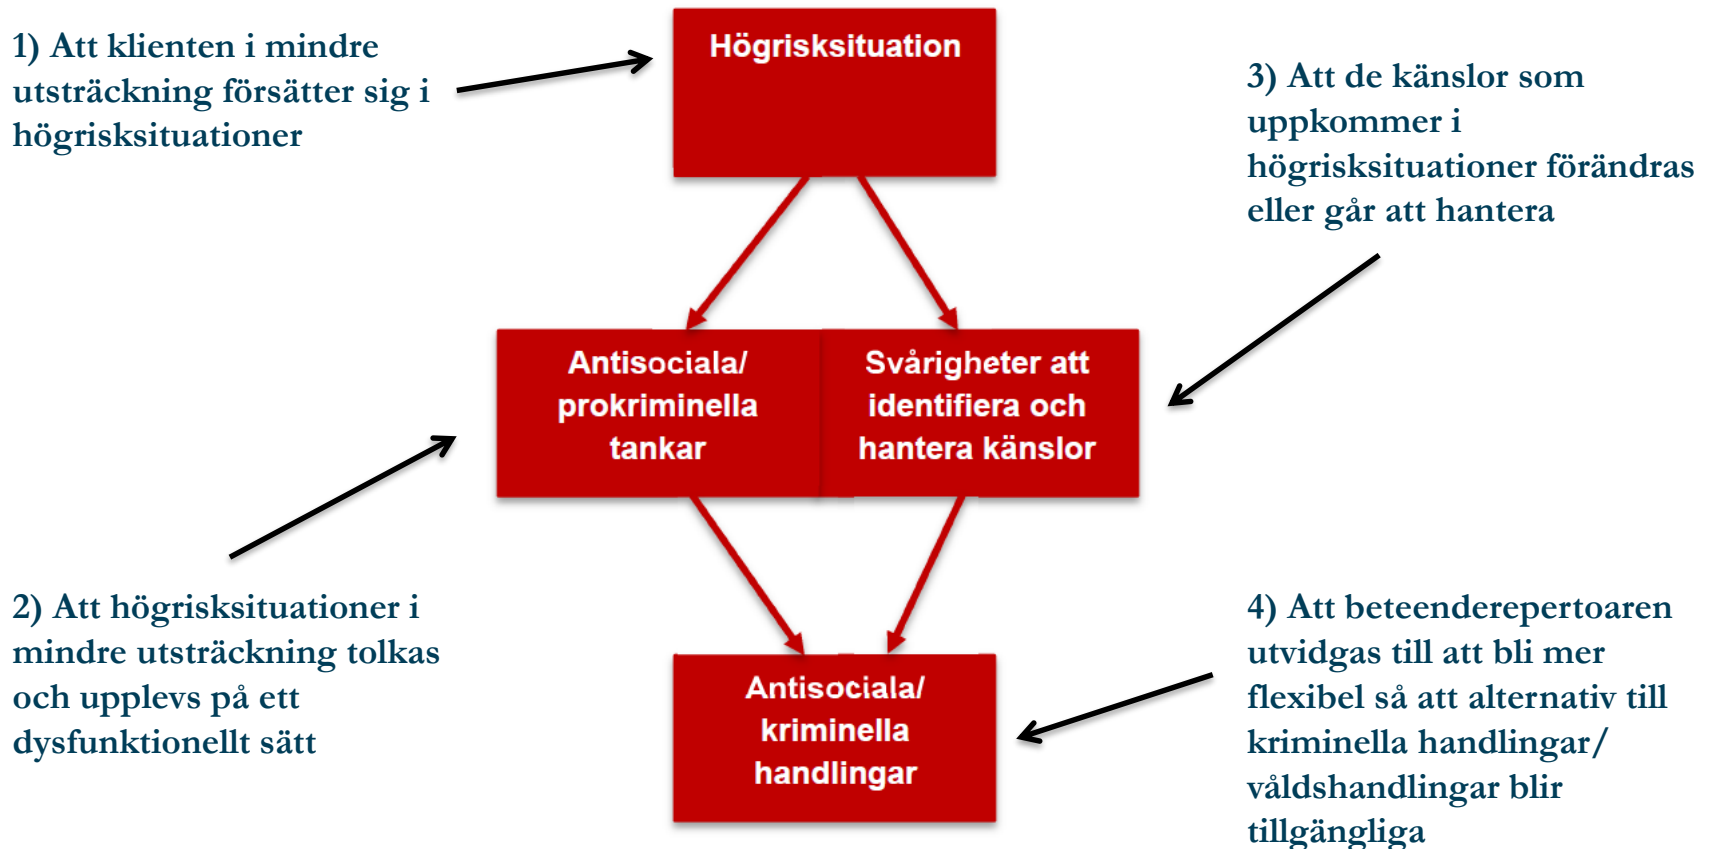 1) Att klienten i mindre
utsträckning försätter sig i
högrisksituationer
Högrisksituation
3) Att de känslor som
uppkommer i
högrisksituationer förändras
eller går att hantera
Antisociala/
prokriminella
tankar
Svårigheter att
identifiera och
hantera känslor
2) Att högrisksituationer i
mindre utsträckning tolkas
och upplevs på ett
dysfunktionellt sätt
Antisociala/
kriminella
handlingar
4) Att beteenderepertoaren
utvidgas till att bli mer
flexibel så att alternativ till
kriminella handlingar/
våldshandlingar blir
tillgängliga